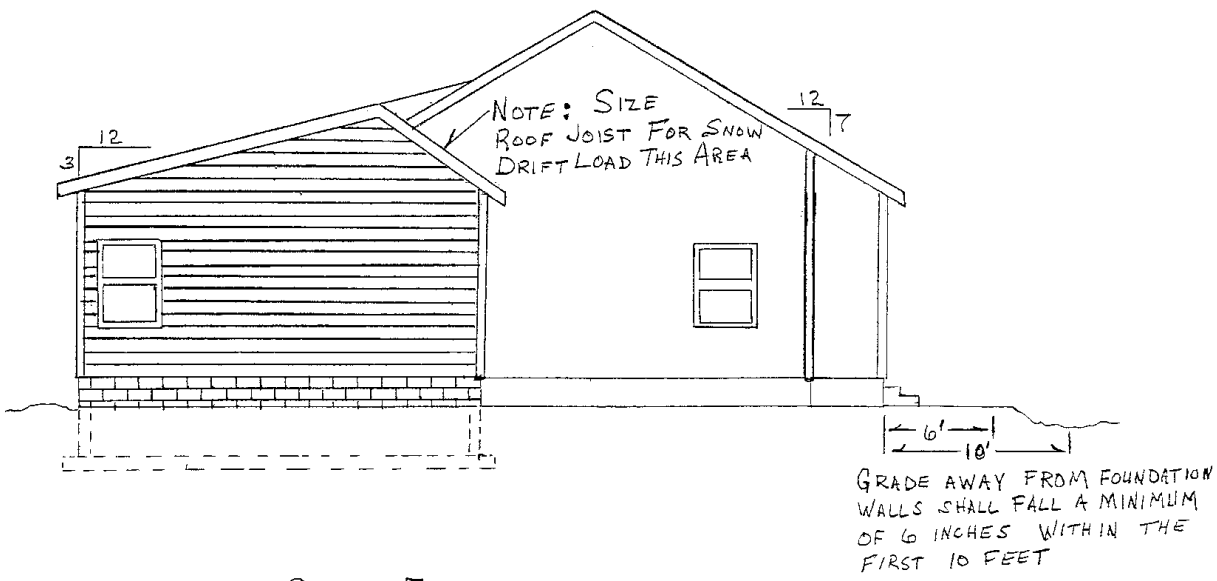 NOTE: SIZE
ROOF JOIST FOR SNOW
DRIFT LOAD THIS AREA
12
3
12
7
6'
10'
GRADE AWAY FROM FOUNDATION
WALLS SHALL FALL A MINIMUM
OF 6 INCHES WITHIN THE
FIRST 10 FEET